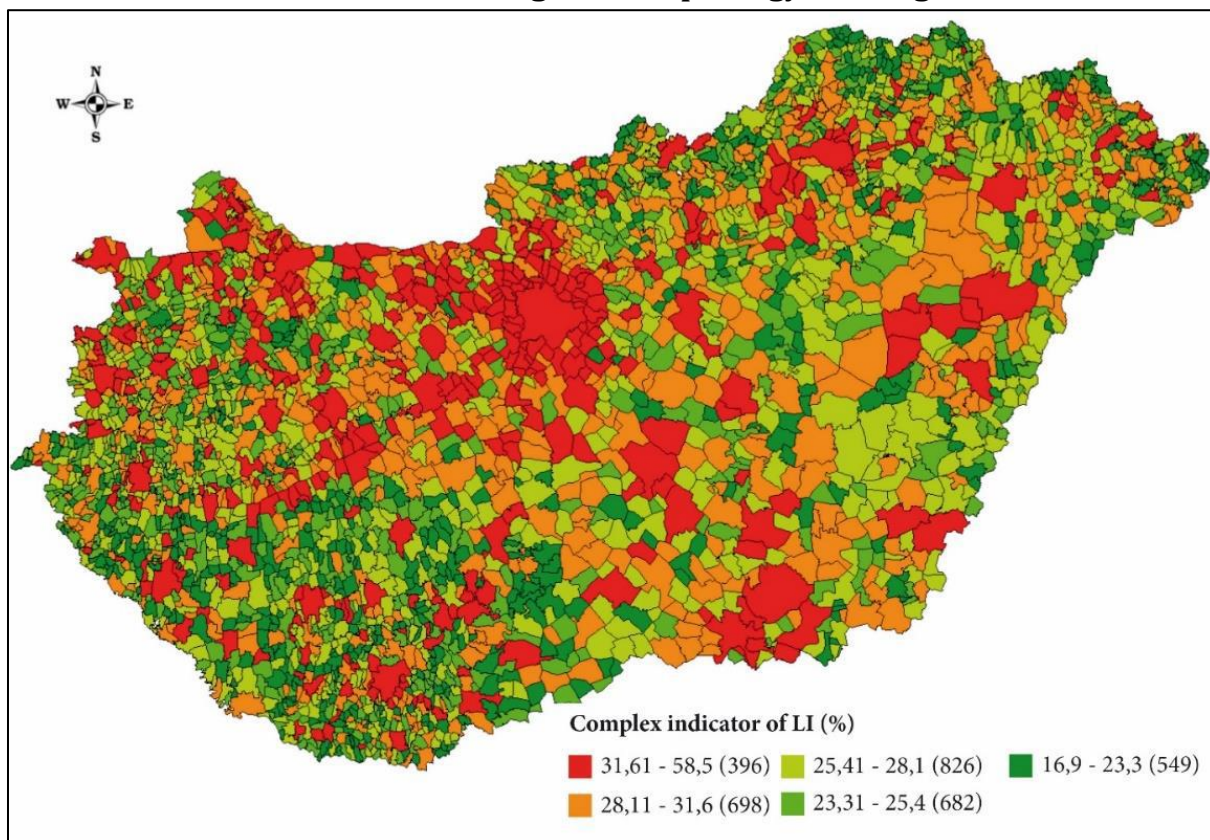 N
W E
S
Complex indicator of LI (%)
31,61 - 58,5 (396) 25,41 - 28,1 (826) 16,9 - 23,3 (549)
28,11 - 31,6 (698) 23,31 - 25,4 (682)